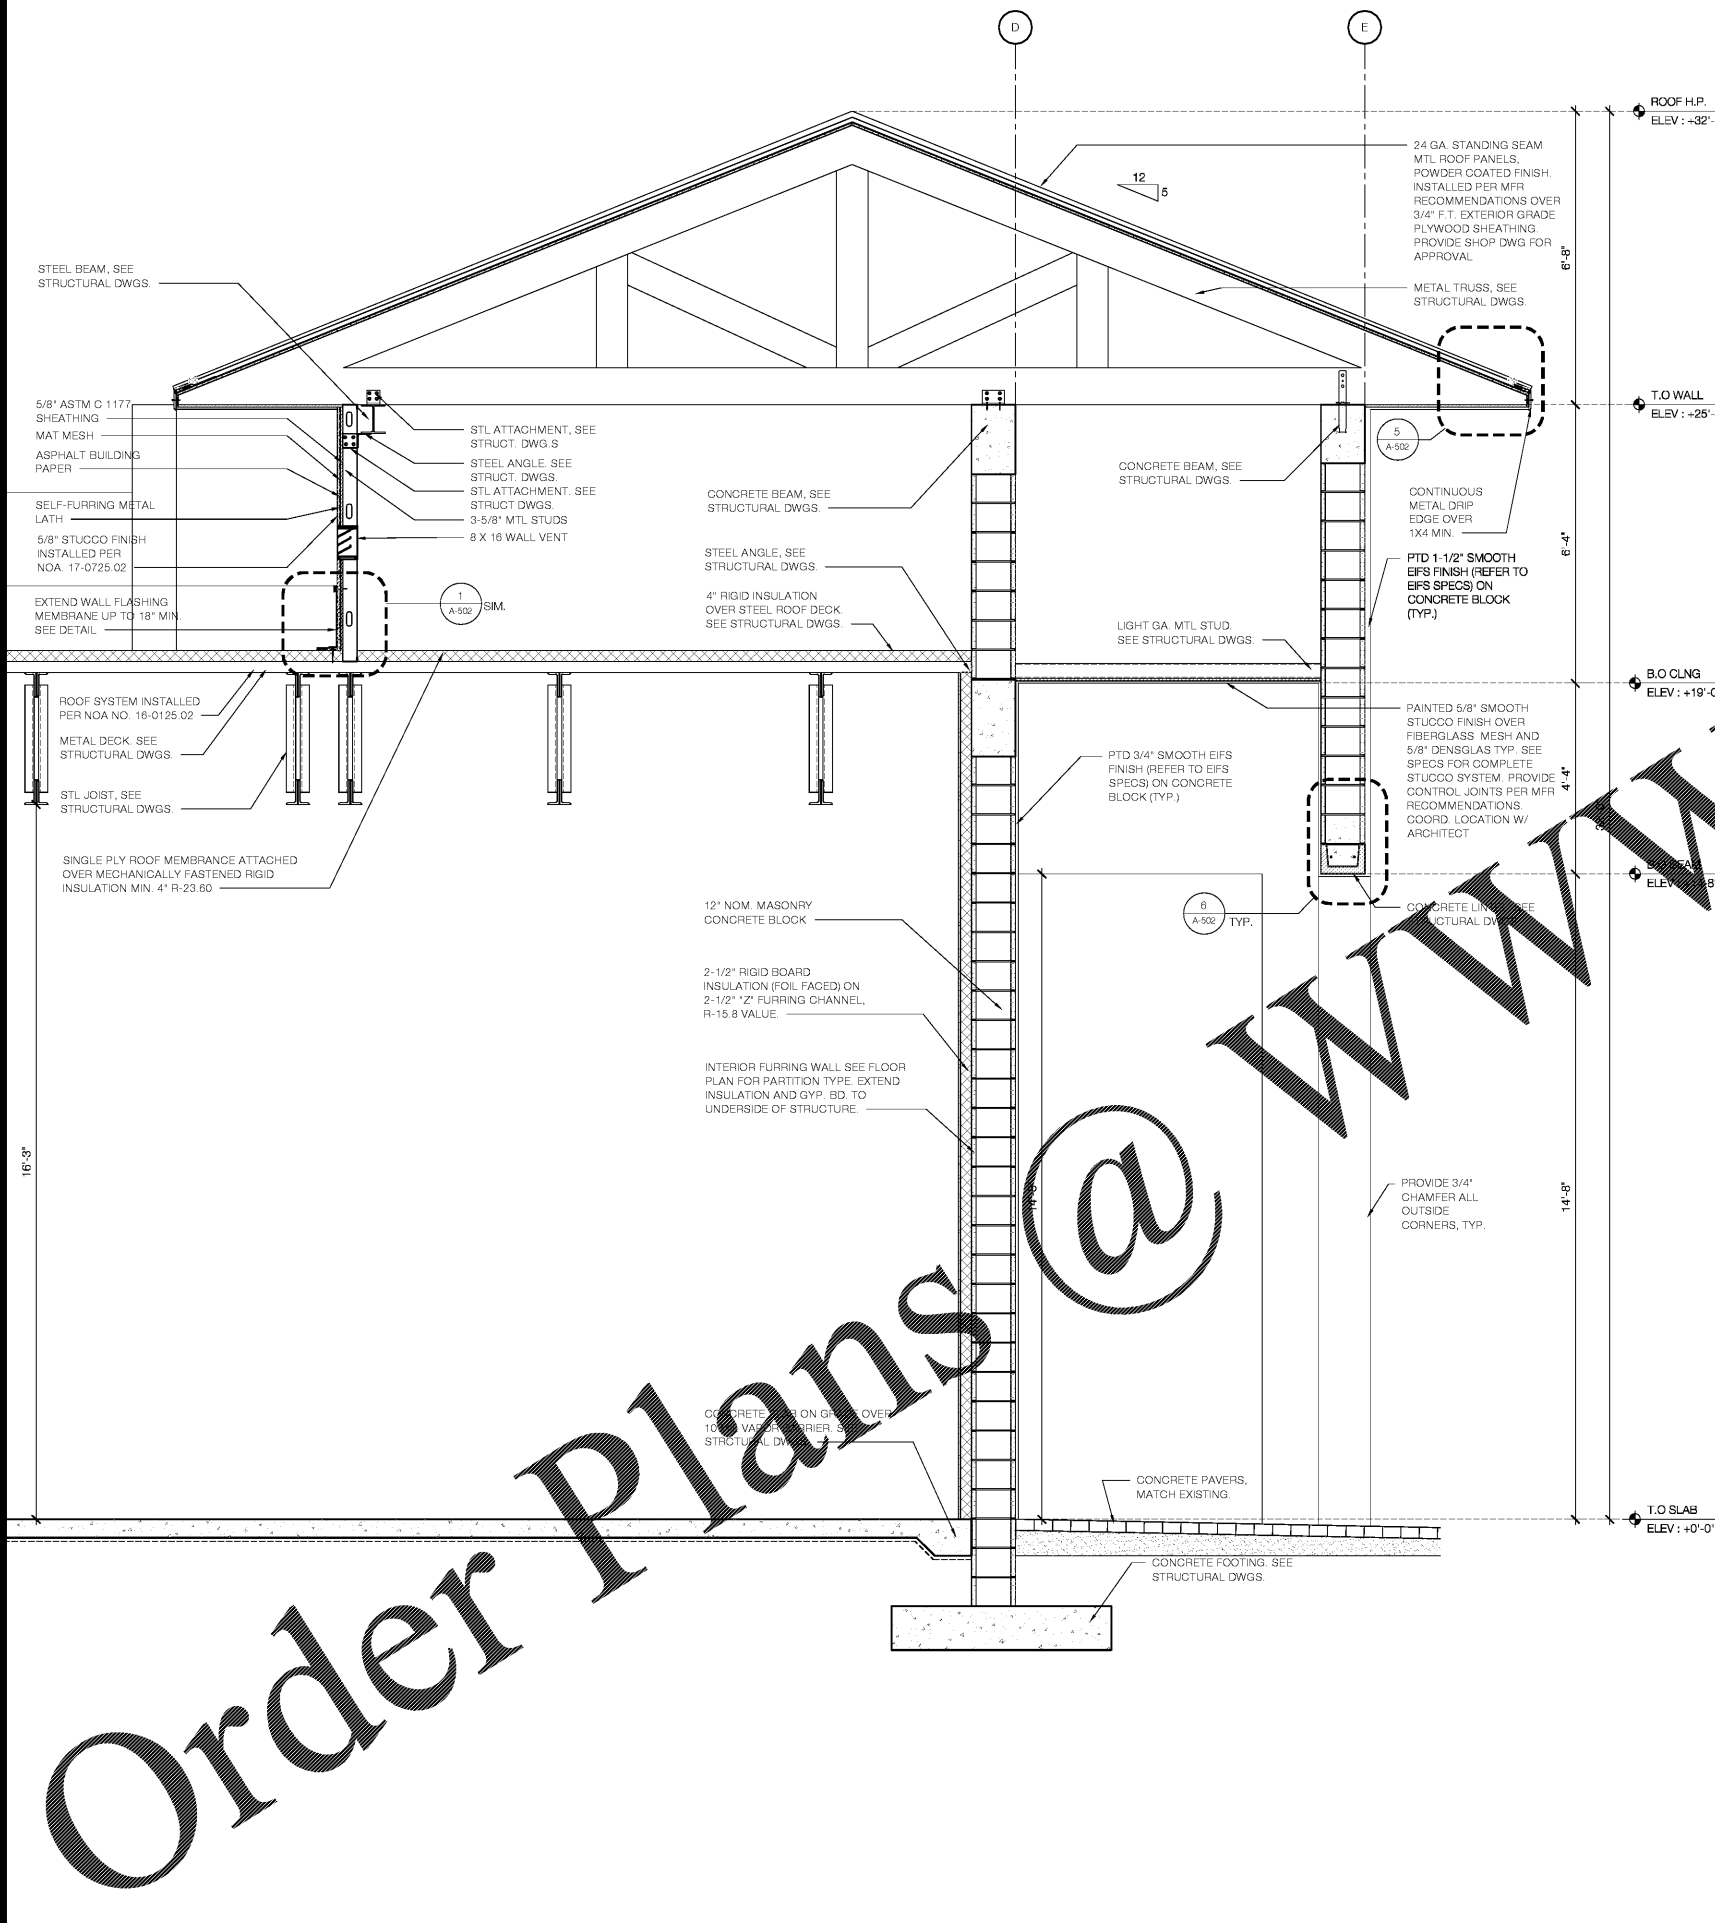 D
E
ROOF H.P.
ELEV : +32'-
24 GA. STANDING SEAM
MTL ROOF PANELS,
POWDER COATED FINISH.
INSTALLED PER MFR
RECOMMENDATIONS OVER
3/4" F.T. EXTERIOR GRADE
PLYWOOD SHEATHING.
PROVIDE SHOP DWG FOR
APPROVAL
12
5
6'-8"
METAL TRUSS, SEE
STRUCTURAL DWGS.
STEEL BEAM, SEE
STRUCTURAL DWGS.
T.O WALL
ELEV : +25'-
5/8" ASTM C 1177
SHEATHING
MAT MESH
ASPHALT BUILDING
PAPER
SELF-FURRING METAL
LATH
5/8" STUCCO FINISH
INSTALLED PER
NOA. 17-0725.02
EXTEND WALL FLASHING
MEMBRANE UP TO 18" MIN.
SEE DETAIL
STL ATTACHMENT, SEE
STRUCT. DWG.S
STEEL ANGLE. SEE
STRUCT. DWGS.
STL ATTACHMENT. SEE
STRUCT DWGS.
3-5/8" MTL STUDS
8 X 16 WALL VENT
1
A-502
SIM.
CONCRETE BEAM, SEE
STRUCTURAL DWGS.
STEEL ANGLE, SEE
STRUCTURAL DWGS.
4" RIGID INSULATION
OVER STEEL ROOF DECK.
SEE STRUCTURAL DWGS.
CONCRETE BEAM, SEE
STRUCTURAL DWGS.
5
A-502
CONTINUOUS
METAL DRIP
EDGE OVER
1X4 MIN.
6'-4"
PTD 1-1/2" SMOOTH
EIFS FINISH (REFER TO
EIFS SPECS) ON
CONCRETE BLOCK
(TYP.)
LIGHT GA. MTL STUD.
SEE STRUCTURAL DWGS.
B.O CLNG
ELEV : +19'-0
ROOF SYSTEM INSTALLED
PER NOA NO. 16-0125.02
METAL DECK. SEE
STRUCTURAL DWGS.
STL JOIST, SEE
STRUCTURAL DWGS.
SINGLE PLY ROOF MEMBRANCE ATTACHED
OVER MECHANICALLY FASTENED RIGID
INSULATION MIN. 4" R-23.60
PTD 3/4" SMOOTH EIFS
FINISH (REFER TO EIFS
SPECS) ON CONCRETE
BLOCK (TYP.)
PAINTED 5/8" SMOOTH
STUCCO FINISH OVER
FIBERGLASS MESH AND
5/8" DENSGLAS TYP. SEE
SPECS FOR COMPLETE
STUCCO SYSTEM. PROVIDE
CONTROL JOINTS PER MFR
RECOMMENDATIONS.
COORD. LOCATION W/
ARCHITECT
4'-4"
ELEV
CONCRETE SEE
6
A-502
TYP.
12" NOM. MASONRY
CONCRETE BLOCK
2-1/2" RIGID BOARD
INSULATION (FOIL FACED) ON
2-1/2" "Z" FURRING CHANNEL,
R-15.8 VALUE.
INTERIOR FURRING WALL SEE FLOOR
PLAN FOR PARTITION TYPE. EXTEND
INSULATION AND GYP. BD. TO
UNDERSIDE OF STRUCTURE.
16'-3"
PROVIDE 3/4"
CHAMFER ALL
OUTSIDE
CORNERS, TYP.
14'-8"
ON OVER
CONCRETE PAVERS,
MATCH EXISTING.
T.O SLAB
ELEV : +0'-0"
CONCRETE FOOTING. SEE
STRUCTURAL DWGS.
Order Plans @ www